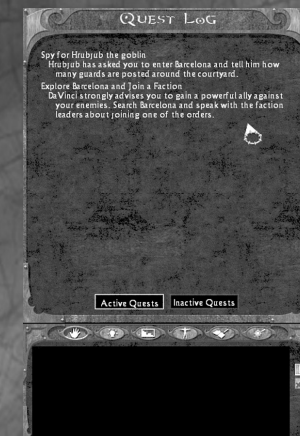 Quest Log
Spy for Hrubjub the goblin
Hrubjub has asked you to enter Barcelona and tell him how
many guards are posted around the courtyard.
Explore Barcelona and Join a Faction
DaVinci strongly advises you to gain a powerful ally against
your enemies. Search Barcelona and speak with the faction
leaders about joining one of the orders.
Active Quests
Inactive Quests